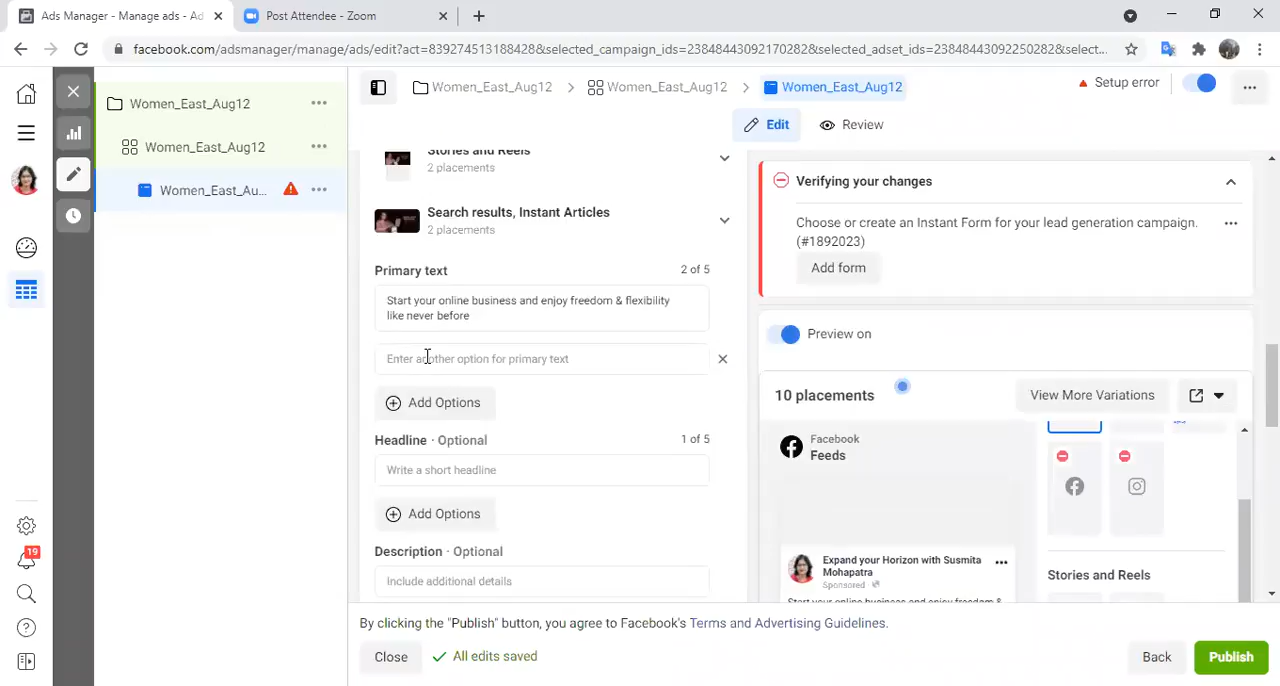 Ads Manager - Manage ads - Ad
Post Attendee - Zoom
facebook.com/adsmanager/manage/ads/edit?act=839274513188428&selected_campaign_ids=23848443092170282&selected_adset_ids=23848443092250282&select...
Women_East_Aug12
Women_East_Aug12
Women_East_Au...
19
Women_East_Aug12
Women_East_Aug12
Women_East_Aug12
Setup error
Edit
Review
Stories and Reels
2 placements
Search results, Instant Articles
2 placements
Primary text
2 of 5
Start your online business and enjoy freedom & flexibility
like never before
Enter another option for primary text
Add Options
Headline · Optional
1 of 5
Write a short headline
Add Options
Description · Optional
Include additional details
Verifying your changes
Choose or create an Instant Form for your lead generation campaign.
(#1892023)
Add form
Preview on
10 placements
View More Variations
Facebook
Feeds
Expand your Horizon with Susmita
Mohapatra
Sponsored
Start your online business and enjoy freedom &
Stories and Reels
By clicking the "Publish" button, you agree to Facebook's Terms and Advertising Guidelines.
Close
All edits saved
Back
Publish